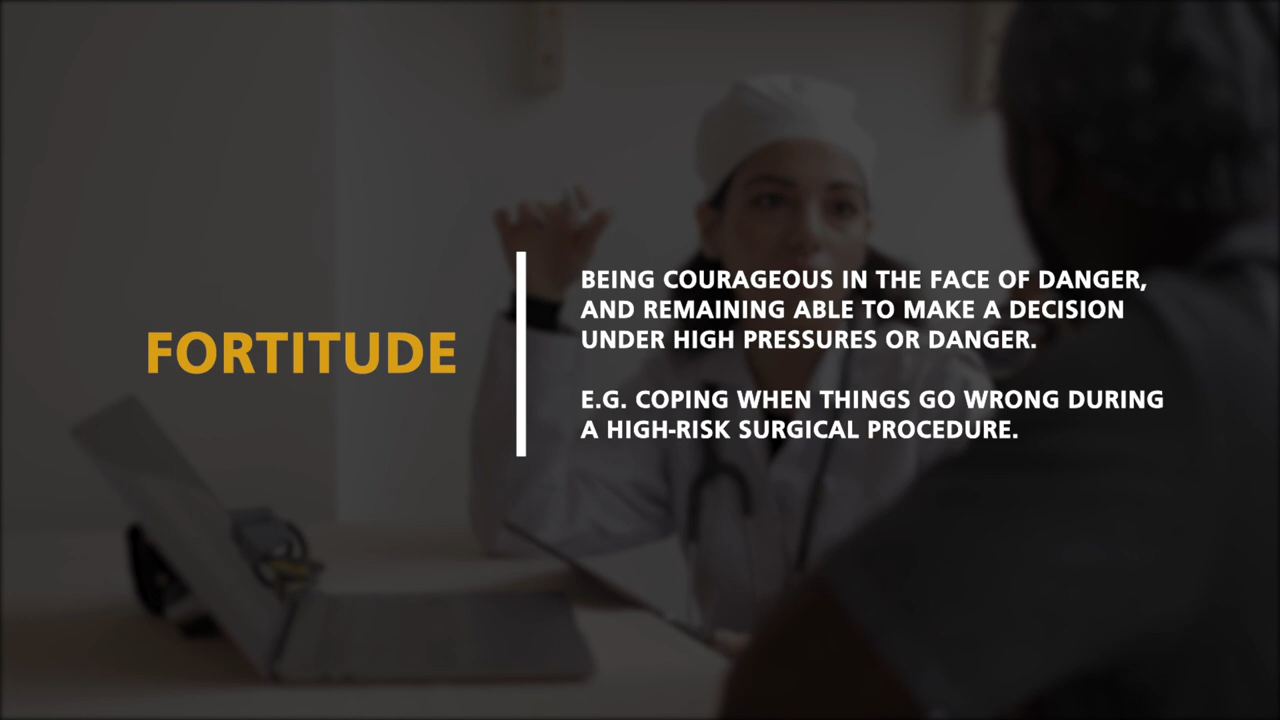 FORTITUDE
BEING COURAGEOUS IN THE FACE OF DANGER,
AND REMAINING ABLE TO MAKE A DECISION
UNDER HIGH PRESSURES OR DANGER.
E.G. COPING WHEN THINGS GO WRONG DURING
A HIGH-RISK SURGICAL PROCEDURE.